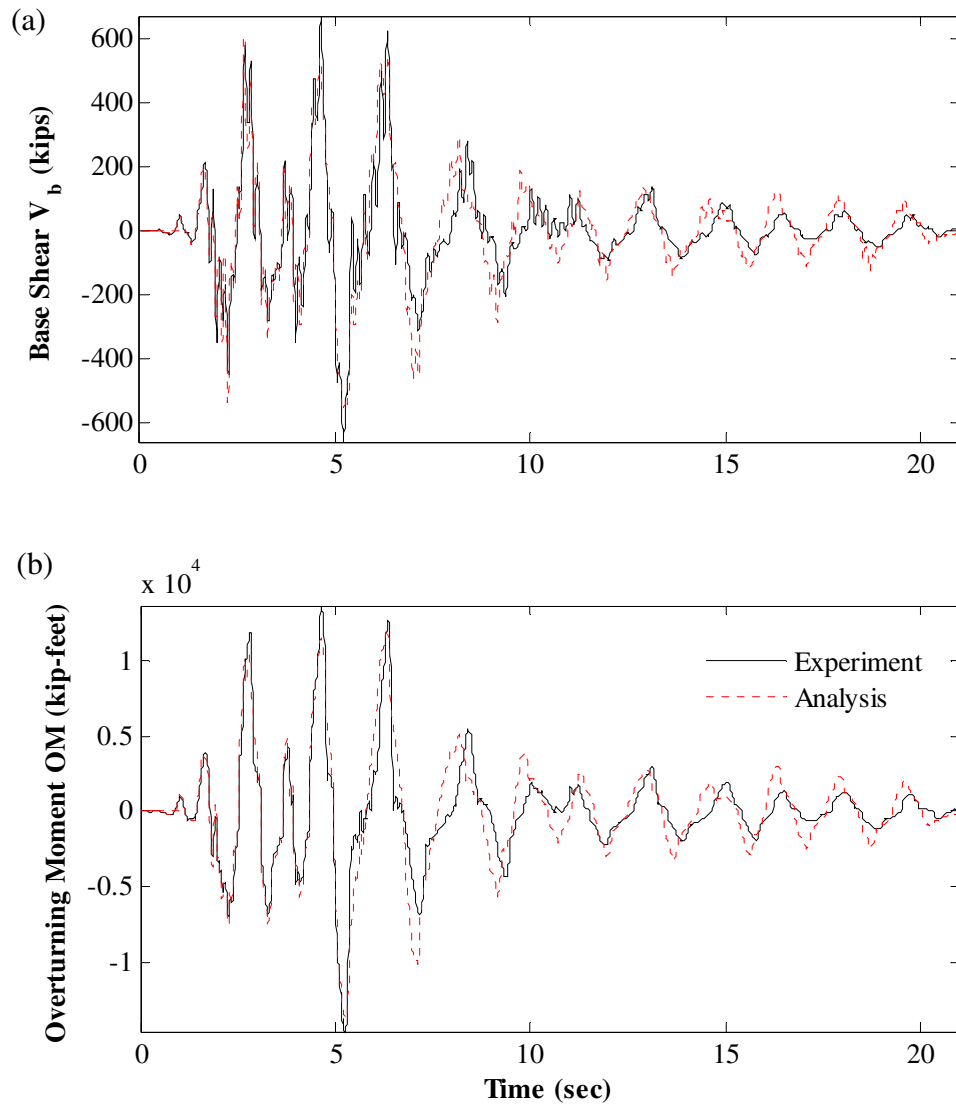 (a)
Base Shear V_b (kips)
600
400
200
0
-200
-400
-600
0 5 10 15 20
(b)
x 10^4
Overturning Moment OM (kip-feet)
1
0.5
0
-0.5
-1
Experiment
Analysis
0 5 10 15 20
Time (sec)